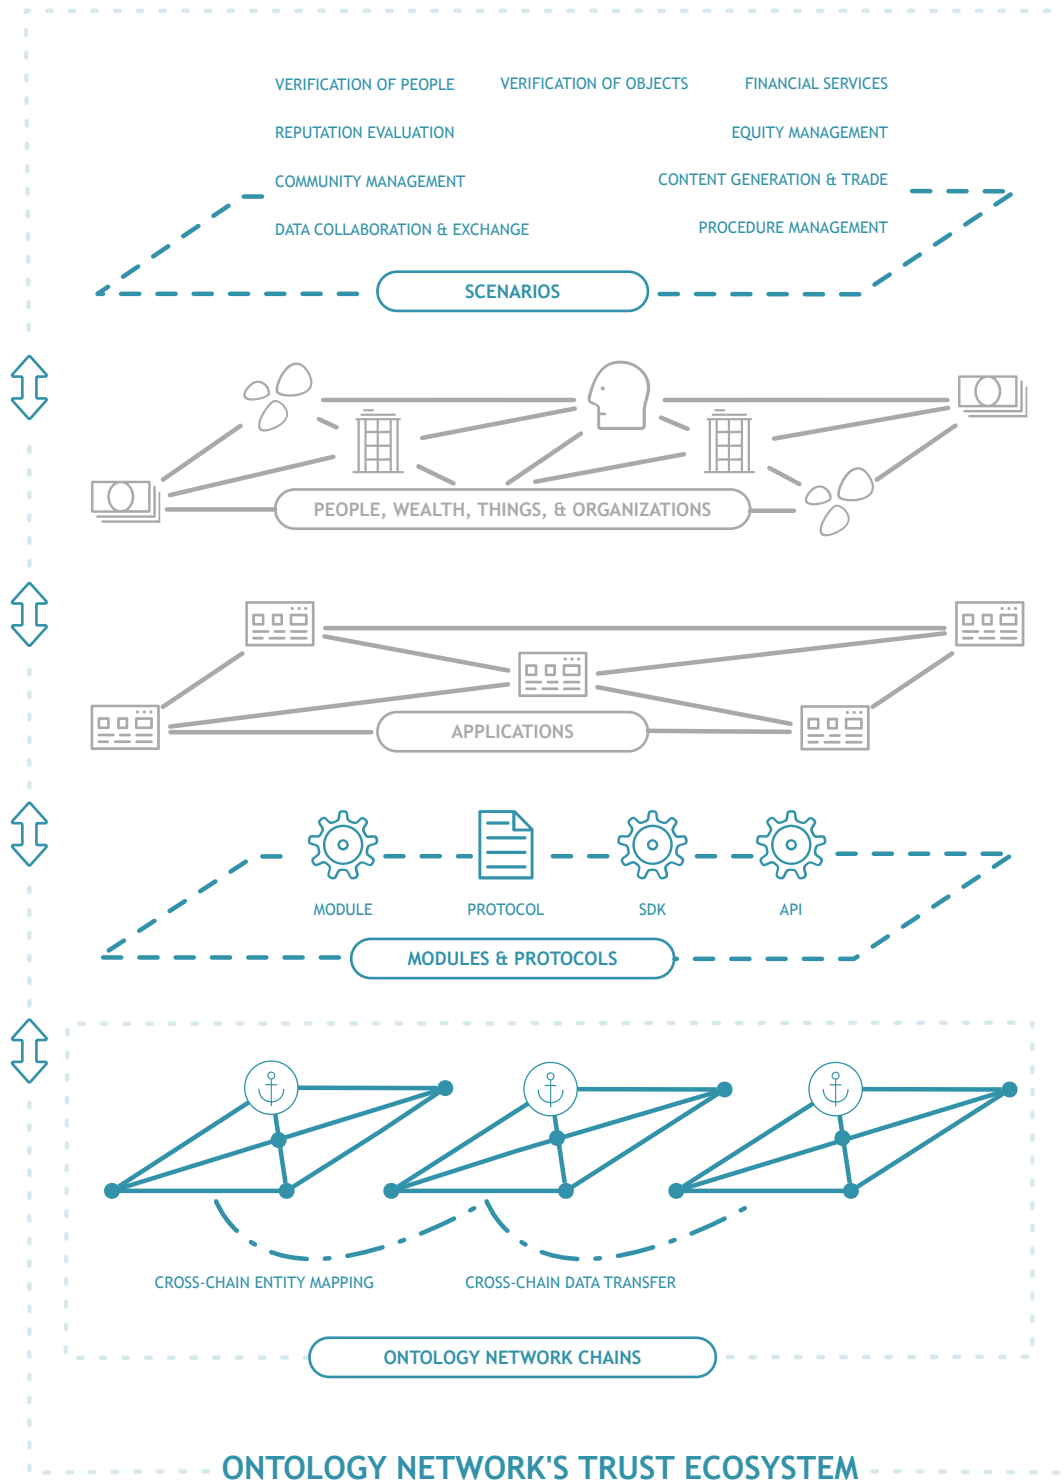 VERIFICATION OF PEOPLE
VERIFICATION OF OBJECTS
FINANCIAL SERVICES
REPUTATION EVALUATION
EQUITY MANAGEMENT
COMMUNITY MANAGEMENT
CONTENT GENERATION & TRADE
DATA COLLABORATION & EXCHANGE
PROCEDURE MANAGEMENT
SCENARIOS
PEOPLE, WEALTH, THINGS, & ORGANIZATIONS
APPLICATIONS
MODULE
PROTOCOL
SDK
API
MODULES & PROTOCOLS
CROSS-CHAIN ENTITY MAPPING
CROSS-CHAIN DATA TRANSFER
ONTOLOGY NETWORK CHAINS
ONTOLOGY NETWORK'S TRUST ECOSYSTEM